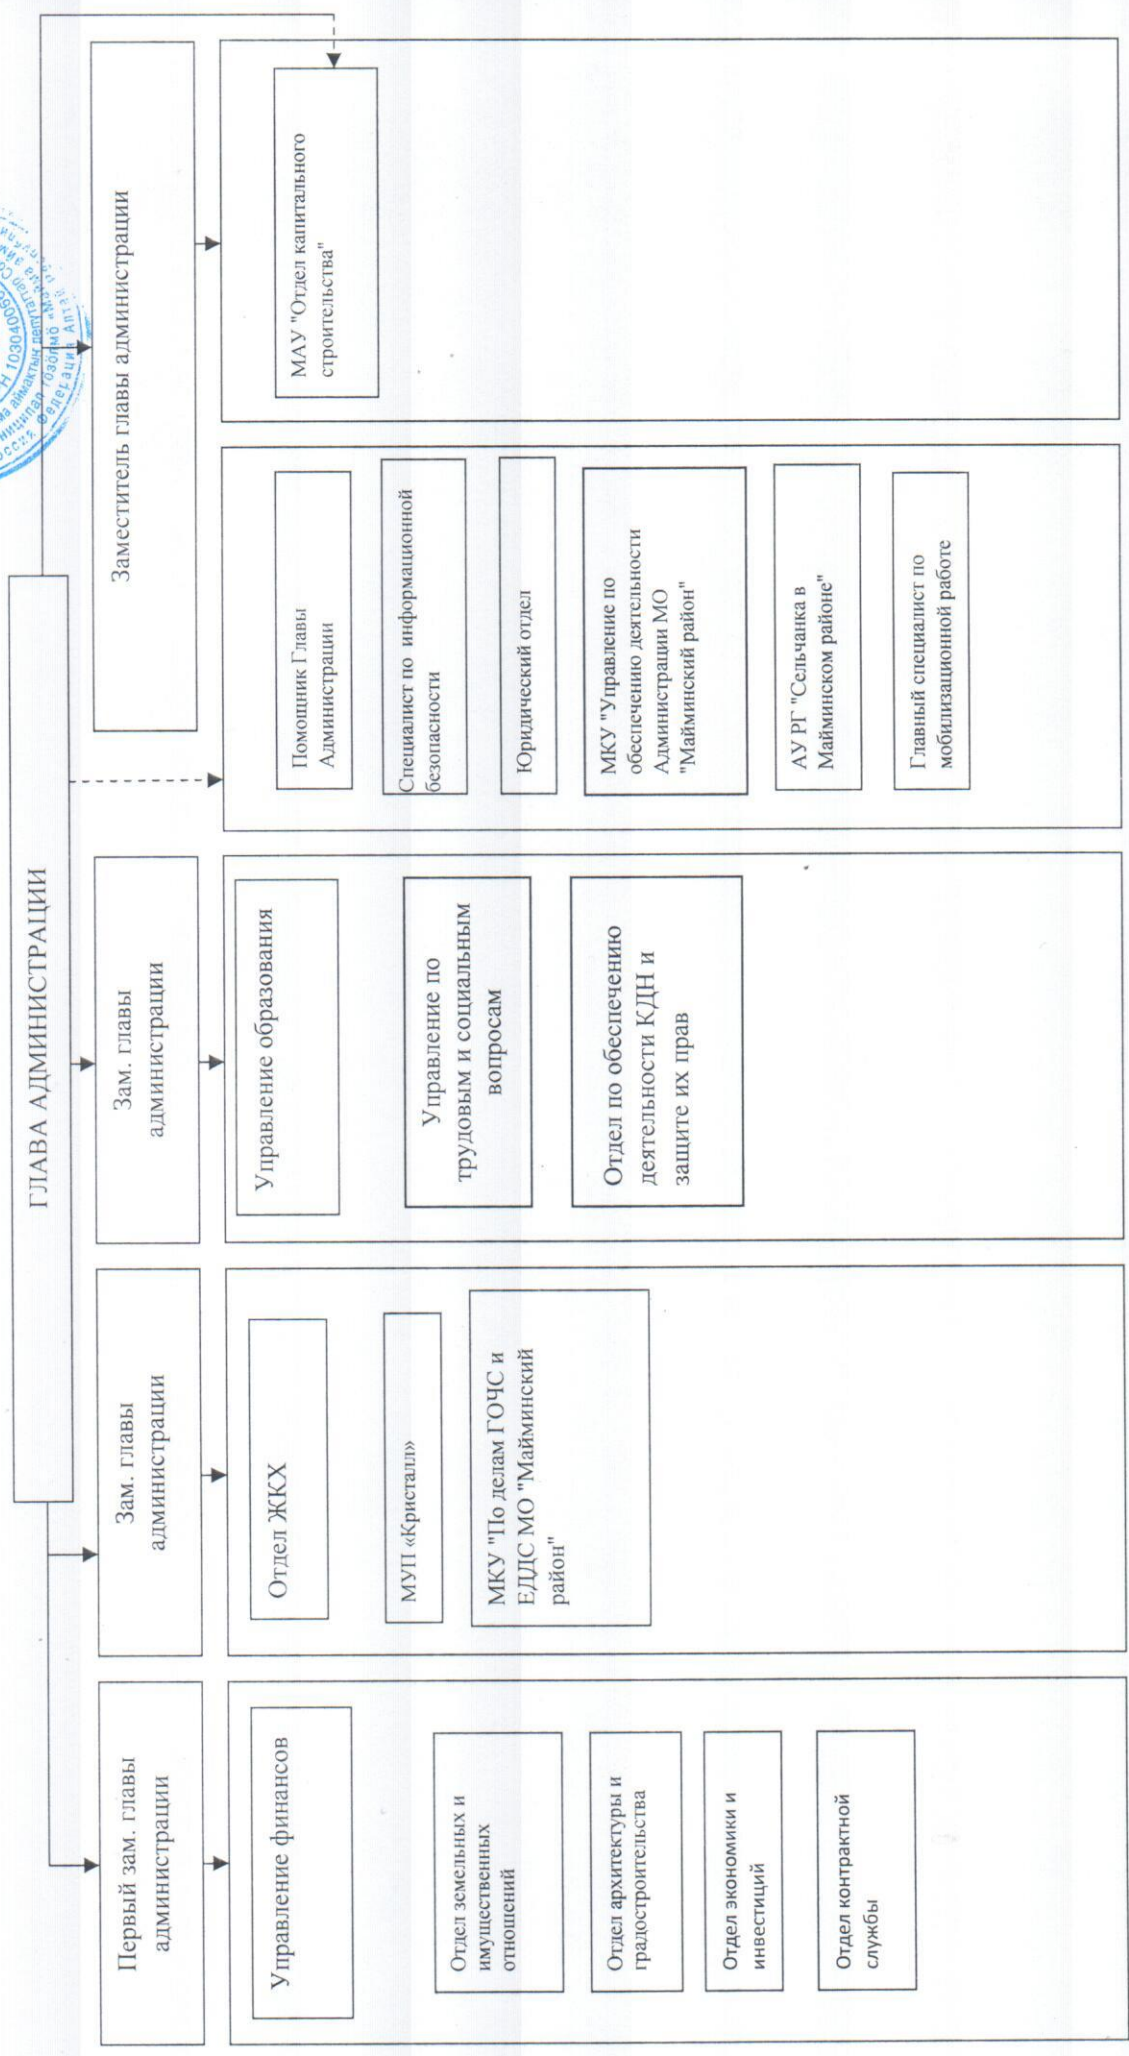 ГЛАВА АДМИНИСТРАЦИИ
Первый зам. главы
администрации
Управление финансов
Отдел земельных и
имущественных
отношений
Отдел архитектуры и
градостроительства
Отдел экономики и
инвестиций
Отдел контрактной
службы
Зам. главы
администрации
Отдел ЖКХ
МУП «Кристалл»
МКУ "По делам ГОЧС и
ЕДДС МО "Майминский
район"
Зам. главы
администрации
Управление образования
Управление по
трудовым и социальным
вопросам
Отдел по обеспечению
деятельности КДН и
защите их прав
Помощник Главы
Администрации
Специалист по информационной
безопасности
Юридический отдел
МКУ "Управление по
обеспечению деятельности
Администрации МО
"Майминский район"
АУ РГ "Сельчанка в
Майминском районе"
Главный специалист по
мобилизационной работе
Заместитель главы администрации
МАУ "Отдел капитального
строительства"